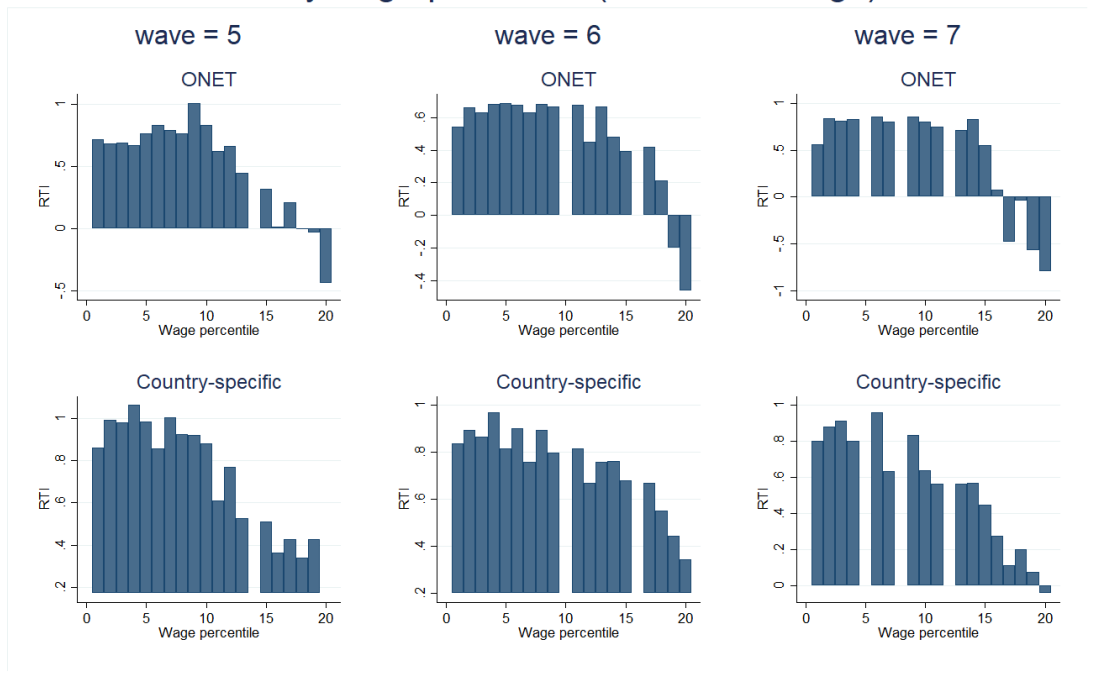 wave = 5
wave = 6
wave = 7
ONET
ONET
ONET
RTI
1
.5
0
-.5
0 5 10 15 20
Wage percentile
RTI
.6
.4
.2
0
-.2
-.4
0 5 10 15 20
Wage percentile
RTI
1
.5
0
-.5
-1
0 5 10 15 20
Wage percentile
Country-specific
Country-specific
Country-specific
RTI
1
.8
.6
.4
.2
0 5 10 15 20
Wage percentile
RTI
1
.8
.6
.4
.2
0 5 10 15 20
Wage percentile
RTI
1
.8
.6
.4
.2
0
0 5 10 15 20
Wage percentile